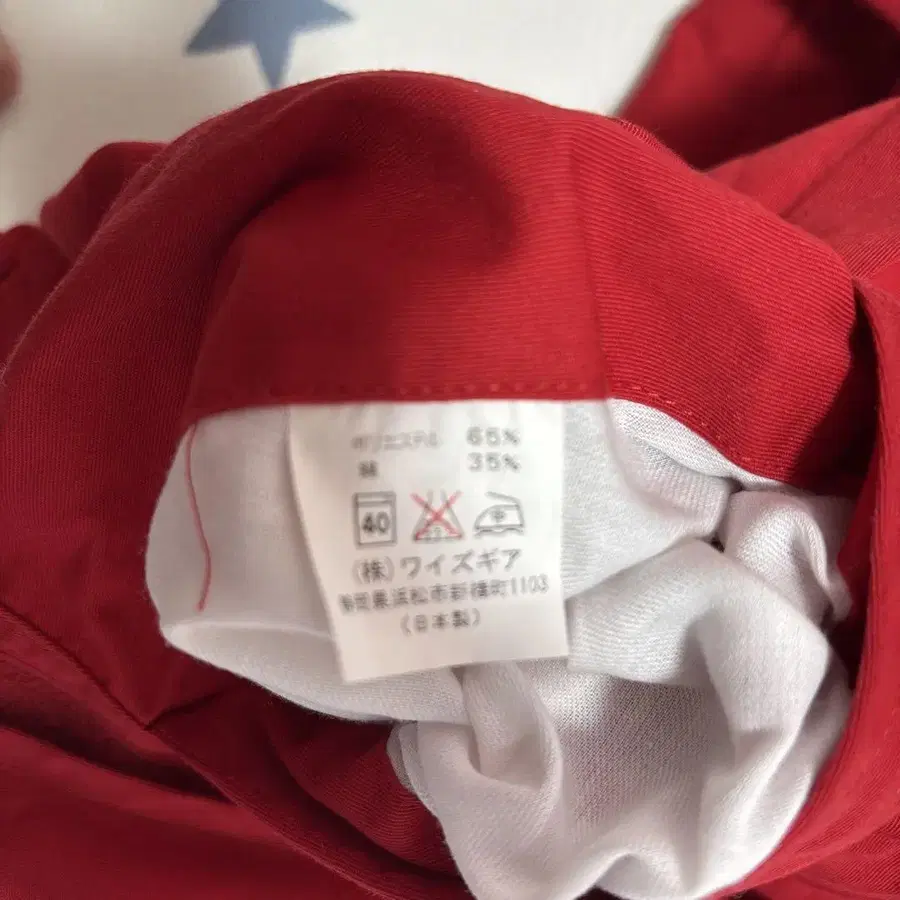 ポリエステル 65%
綿 35%
40
(株)ワイズギア
静岡県浜松市新橋町1103
(日本製)